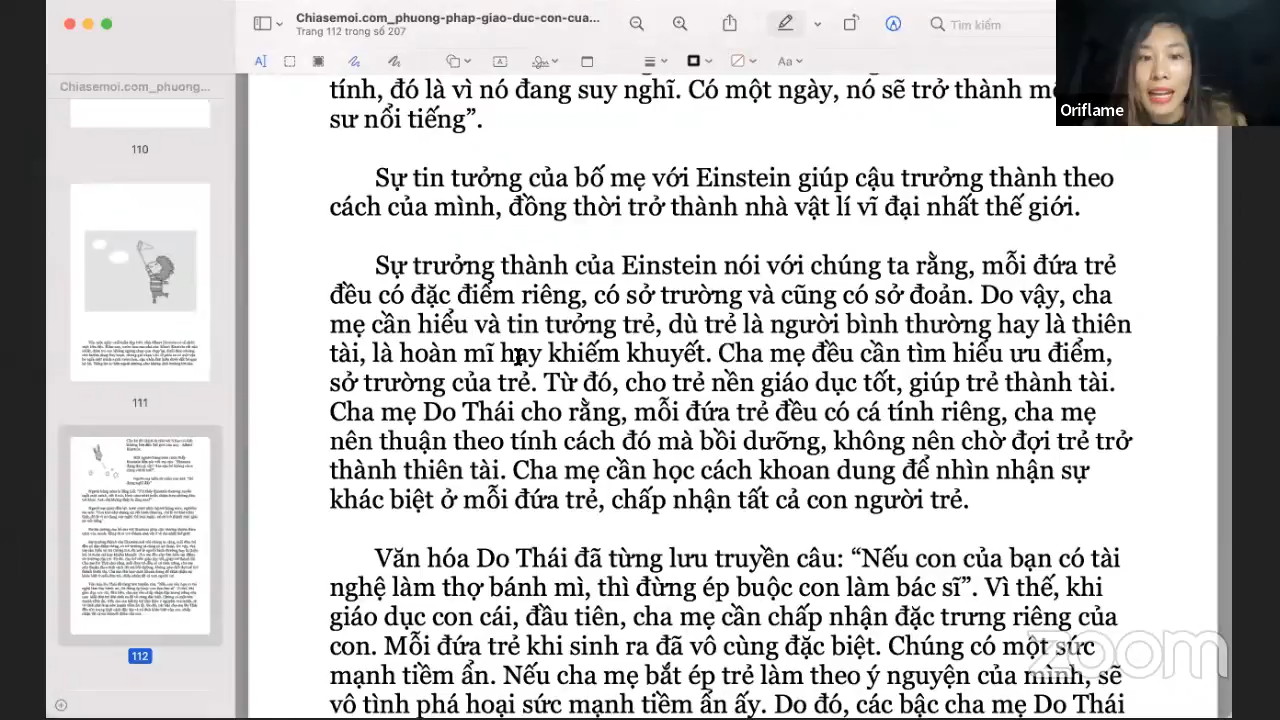 Chiasemoi.com_phuong-phap-giao-duc-con-cua...
Trang 112 trong số 207
Tìm kiếm
Chiasemoi.com_phuong...
110
111
112
Oriflame
tính, đó là vì nó đang suy nghĩ. Có một ngày, nó sẽ trở thành
sư nổi tiếng”.
Sự tin tưởng của bố mẹ với Einstein giúp cậu trưởng thành theo
cách của mình, đồng thời trở thành nhà vật lí vĩ đại nhất thế giới.
Sự trưởng thành của Einstein nói với chúng ta rằng, mỗi đứa trẻ
đều có đặc điểm riêng, có sở trường và cũng có sở đoản. Do vậy, cha
mẹ cần hiểu và tin tưởng trẻ, dù trẻ là người bình thường hay là thiên
tài, là hoàn mĩ hay khiếm khuyết. Cha mẹ đều cần tìm hiểu ưu điểm,
sở trường của trẻ. Từ đó, cho trẻ nền giáo dục tốt, giúp trẻ thành tài.
Cha mẹ Do Thái cho rằng, mỗi đứa trẻ đều có cá tính riêng, cha mẹ
nên thuận theo tính cách đó mà bồi dưỡng, không nên chờ đợi trẻ trở
thành thiên tài. Cha mẹ cần học cách khoan dung để nhìn nhận sự
khác biệt ở mỗi đứa trẻ, chấp nhận tất cả con người trẻ.
Văn hóa Do Thái đã từng lưu truyền câu “Nếu con của bạn có tài
nghệ làm thợ bánh mì thì đừng ép buộc con làm bác sĩ”. Vì thế, khi
giáo dục con cái, đầu tiên, cha mẹ cần chấp nhận đặc trưng riêng của
con. Mỗi đứa trẻ khi sinh ra đã vô cùng đặc biệt. Chúng có một sức
mạnh tiềm ẩn. Nếu cha mẹ bắt ép trẻ làm theo ý nguyện của mình, sẽ
vô tình phá hoại sức mạnh tiềm ẩn ấy. Do đó, các bậc cha mẹ Do Thái
zoom